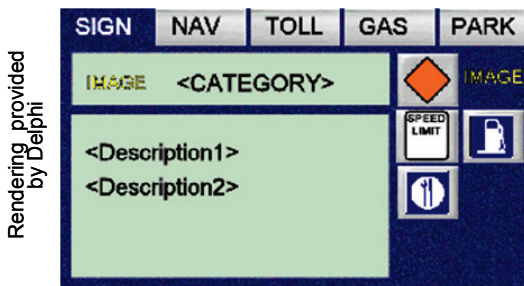 SIGN NAV TOLL GAS PARK
IMAGE <CATEGORY> IMAGE
SPEED
LIMIT
<Description1>
<Description2>
Rendering provided
by Delphi